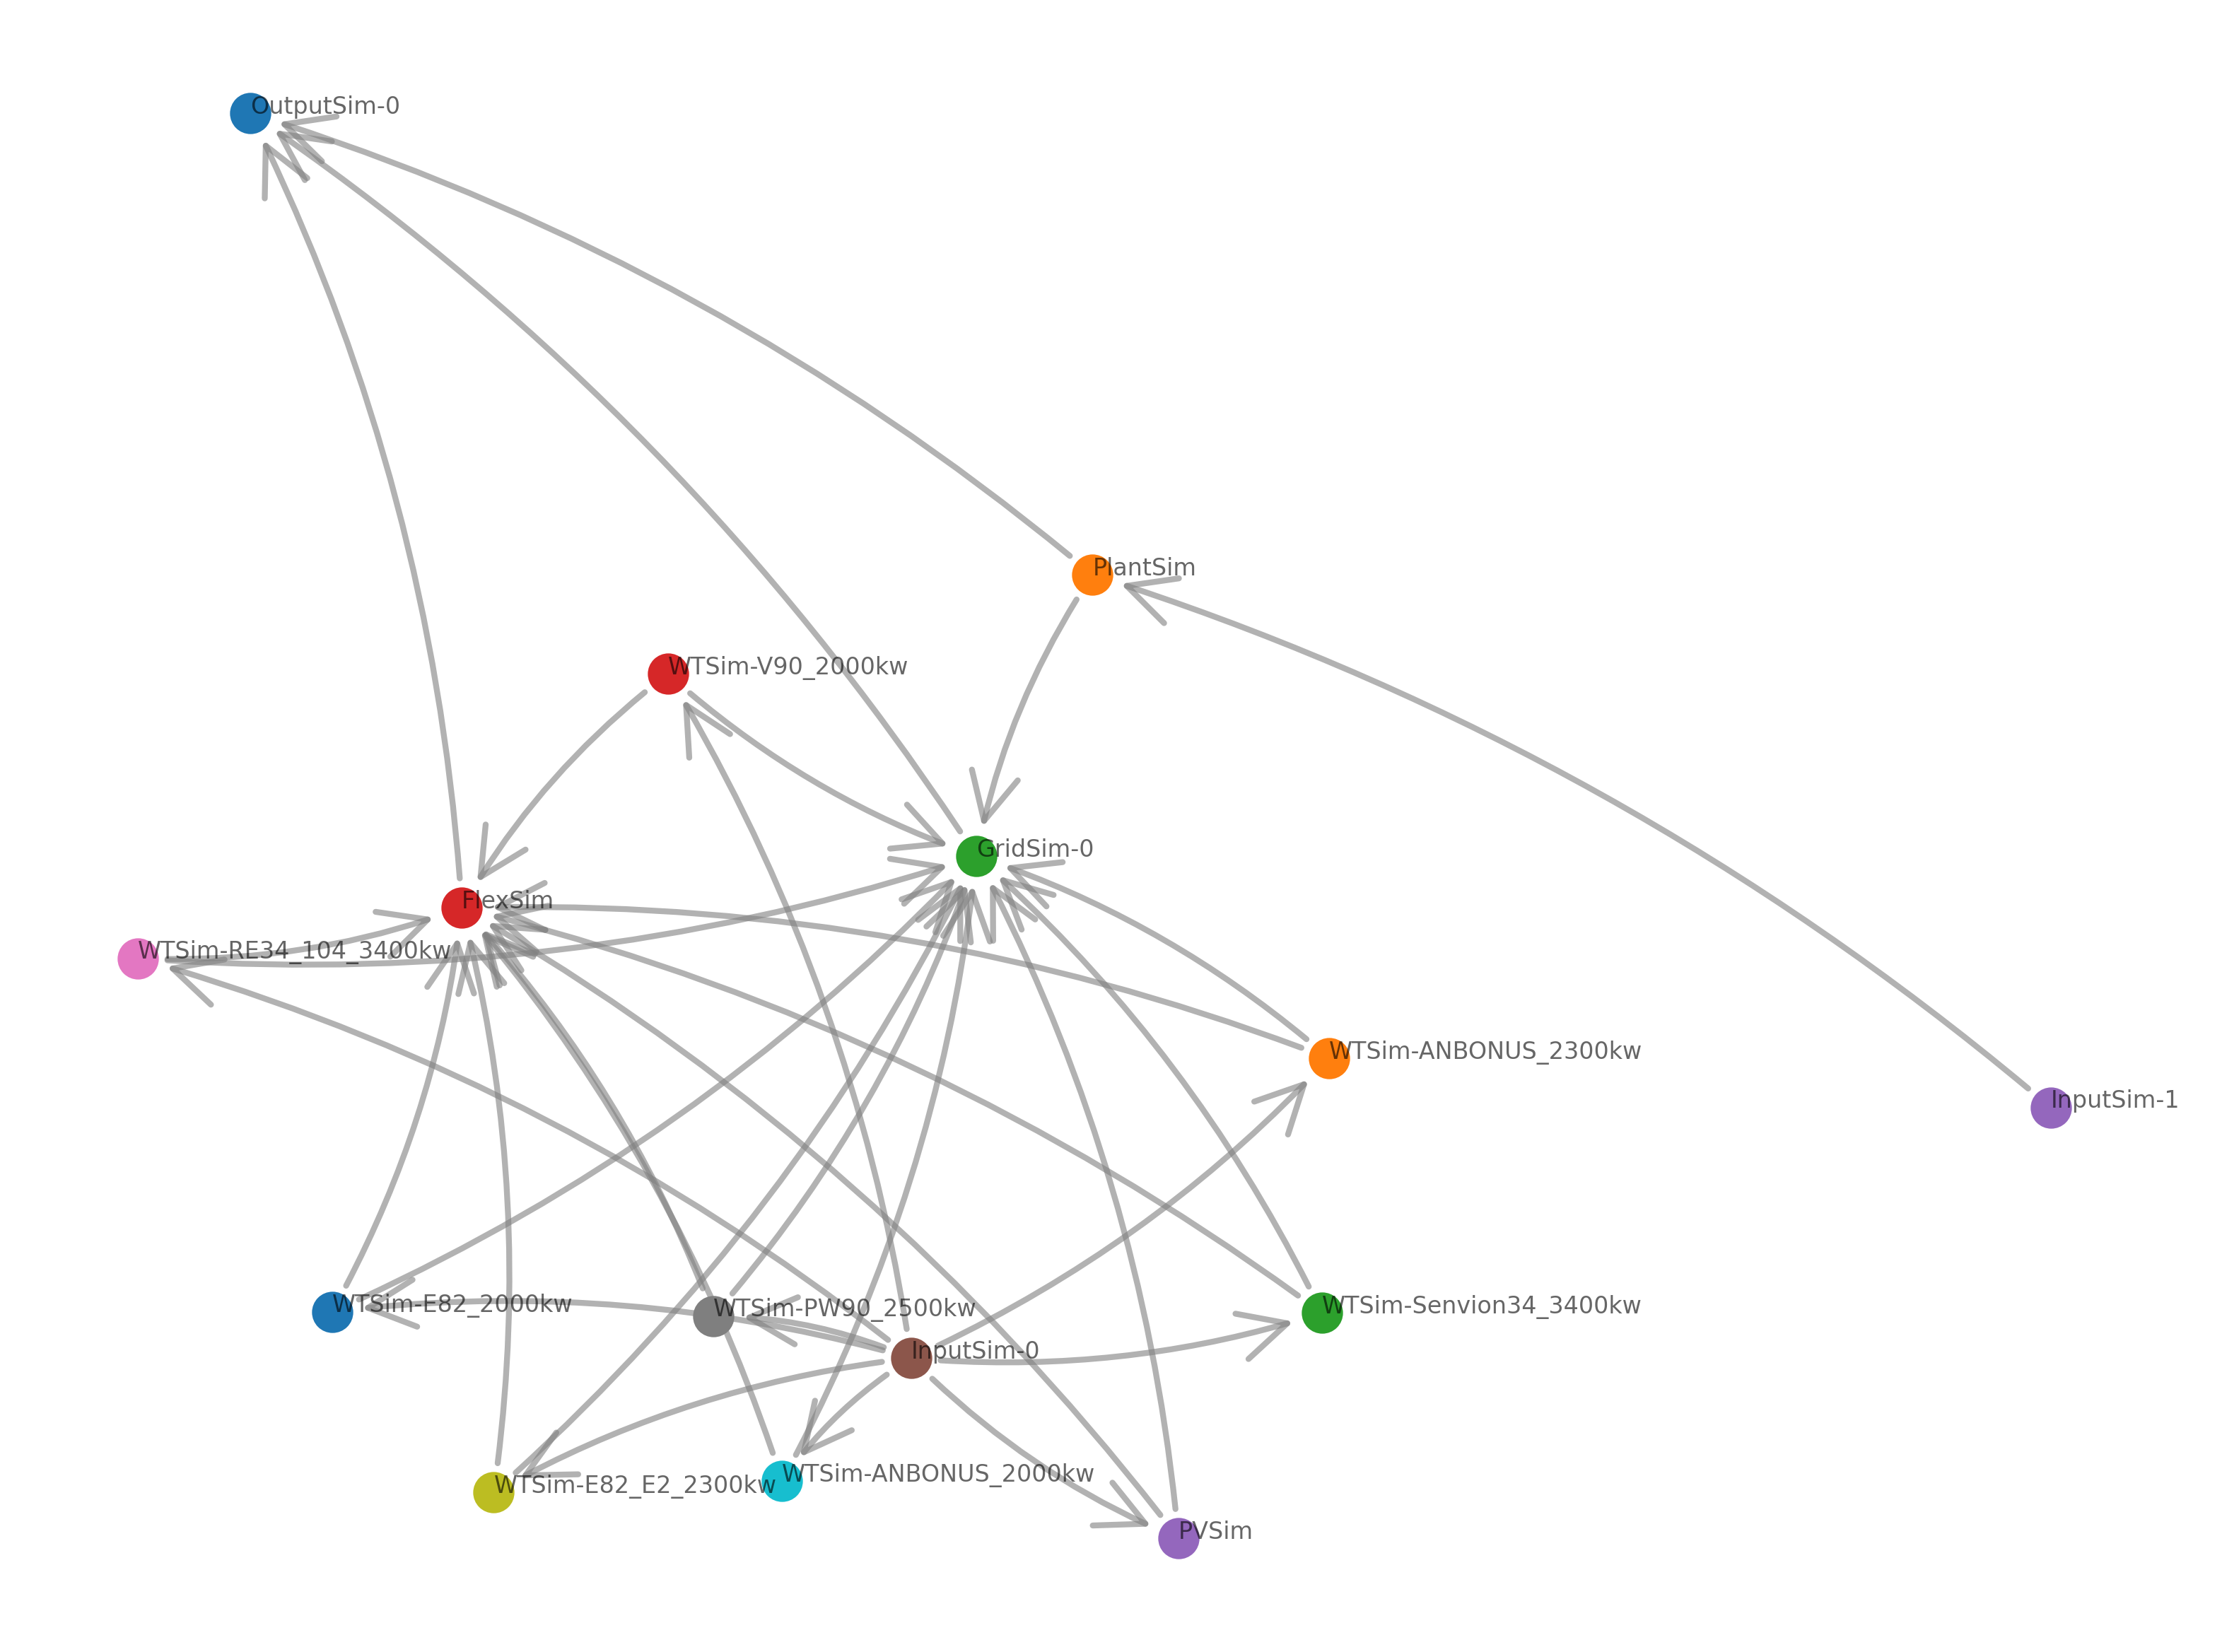 OutputSim-0
PlantSim
WTSim-V90_2000kw
GridSim-0
FlexSim
WTSim-RE34_104_3400kw
WTSim-ANBONUS_2300kw
InputSim-1
WTSim-E82_2000kw
WTSim-PW90_2500kw
WTSim-Senvion34_3400kw
InputSim-0
WTSim-ANBONUS_2000kw
WTSim-E82_E2_2300kw
PVSim